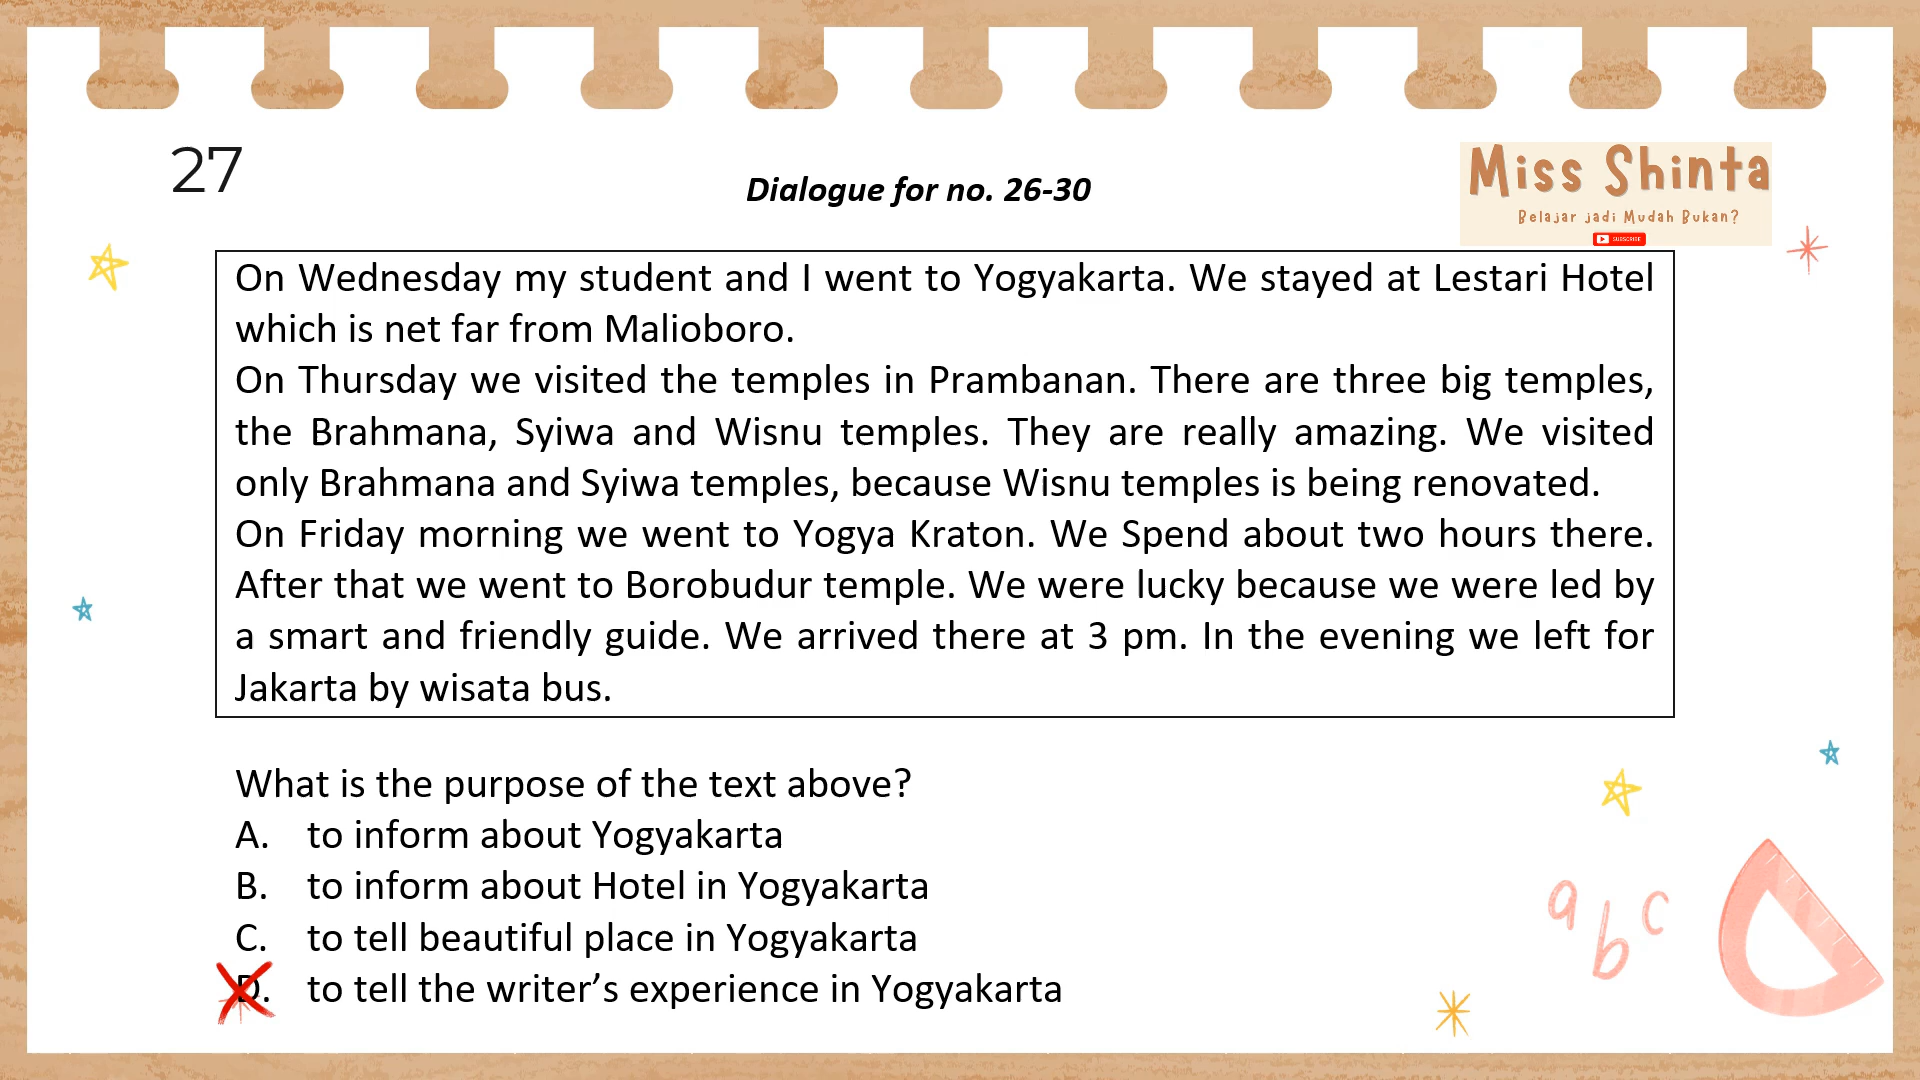 27
Dialogue for no. 26-30
Miss Shinta
Belajar jadi Mudah Bukan?
SUBSCRIBE
On Wednesday my student and I went to Yogyakarta. We stayed at Lestari Hotel
which is net far from Malioboro.
On Thursday we visited the temples in Prambanan. There are three big temples,
the Brahmana, Syiwa and Wisnu temples. They are really amazing. We visited
only Brahmana and Syiwa temples, because Wisnu temples is being renovated.
On Friday morning we went to Yogya Kraton. We Spend about two hours there.
After that we went to Borobudur temple. We were lucky because we were led by
a smart and friendly guide. We arrived there at 3 pm. In the evening we left for
Jakarta by wisata bus.
What is the purpose of the text above?
A. to inform about Yogyakarta
B. to inform about Hotel in Yogyakarta
C. to tell beautiful place in Yogyakarta
D. to tell the writer’s experience in Yogyakarta
a b c